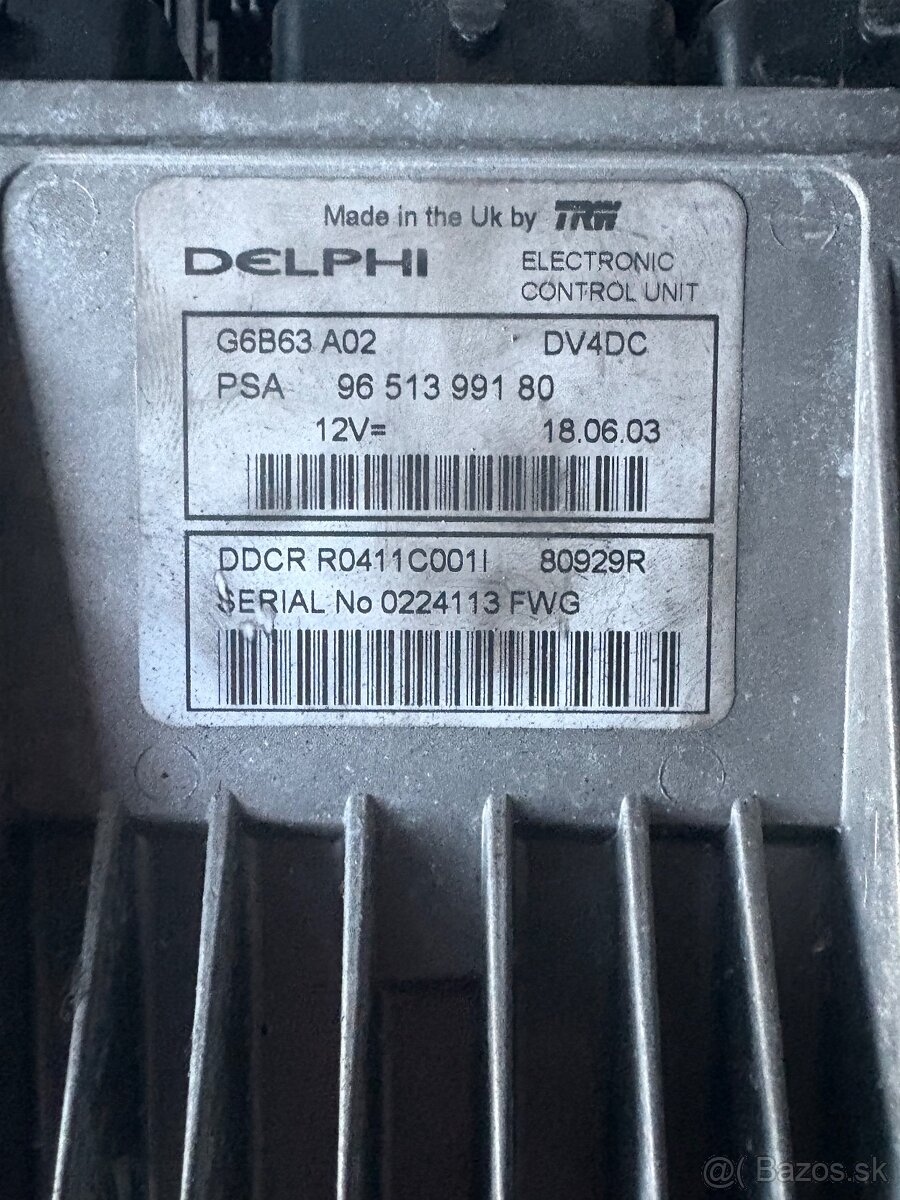 Made in the Uk by TRW
DELPHI
ELECTRONIC
CONTROL UNIT
G6B63 A02 DV4DC
PSA 96 513 991 80
12V= 18.06.03
DDCR R0411C001I 80929R
SERIAL No 0224113 FWG
@( Bazos.sk